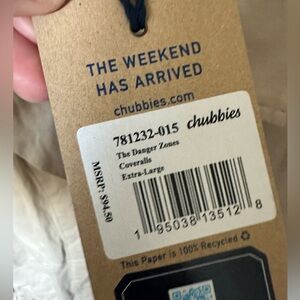 THE WEEKEND
HAS ARRIVED
chubbies.com
781232-015 chubbies
The Danger Zones
Coveralls
Extra-Large
MSRP: $94.50
1 95038 13512 8
This Paper is 100% Recycled